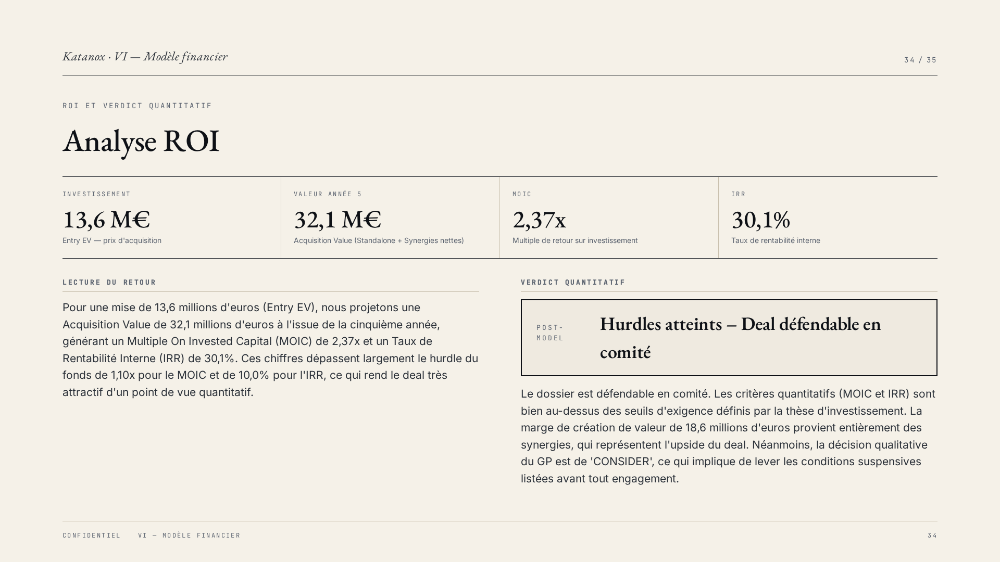 Katanox · VI — Modèle financier
34 / 35
ROI ET VERDICT QUANTITATIF
Analyse ROI
INVESTISSEMENT
13,6 M€
Entry EV — prix d'acquisition
VALEUR ANNÉE 5
32,1 M€
Acquisition Value (Standalone + Synergies nettes)
MOIC
2,37x
Multiple de retour sur investissement
IRR
30,1%
Taux de rentabilité interne
LECTURE DU RETOUR
Pour une mise de 13,6 millions d'euros (Entry EV), nous projetons une
Acquisition Value de 32,1 millions d'euros à l'issue de la cinquième année,
générant un Multiple On Invested Capital (MOIC) de 2,37x et un Taux de
Rentabilité Interne (IRR) de 30,1%. Ces chiffres dépassent largement le hurdle du
fonds de 1,10x pour le MOIC et de 10,0% pour l'IRR, ce qui rend le deal très
attractif d'un point de vue quantitatif.
VERDICT QUANTITATIF
POST-
MODEL
Hurdles atteints – Deal défendable en
comité
Le dossier est défendable en comité. Les critères quantitatifs (MOIC et IRR) sont
bien au-dessus des seuils d'exigence définis par la thèse d'investissement. La
marge de création de valeur de 18,6 millions d'euros provient entièrement des
synergies, qui représentent l'upside du deal. Néanmoins, la décision qualitative
du GP est de 'CONSIDER', ce qui implique de lever les conditions suspensives
listées avant tout engagement.
CONFIDENTIEL
VI — MODÈLE FINANCIER
34